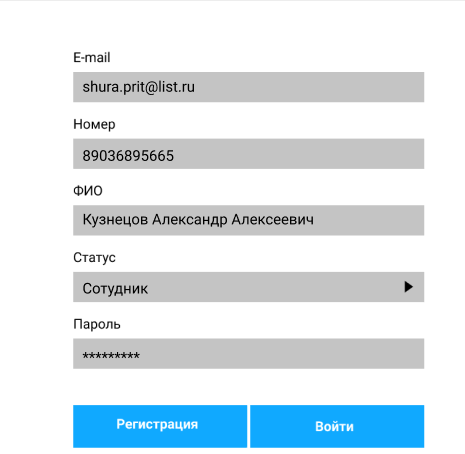 E-mail
shura.prit@list.ru
Номер
89036895665
ФИО
Кузнецов Александр Алексеевич
Статус
Сотудник
Пароль
*********
Регистрация
Войти